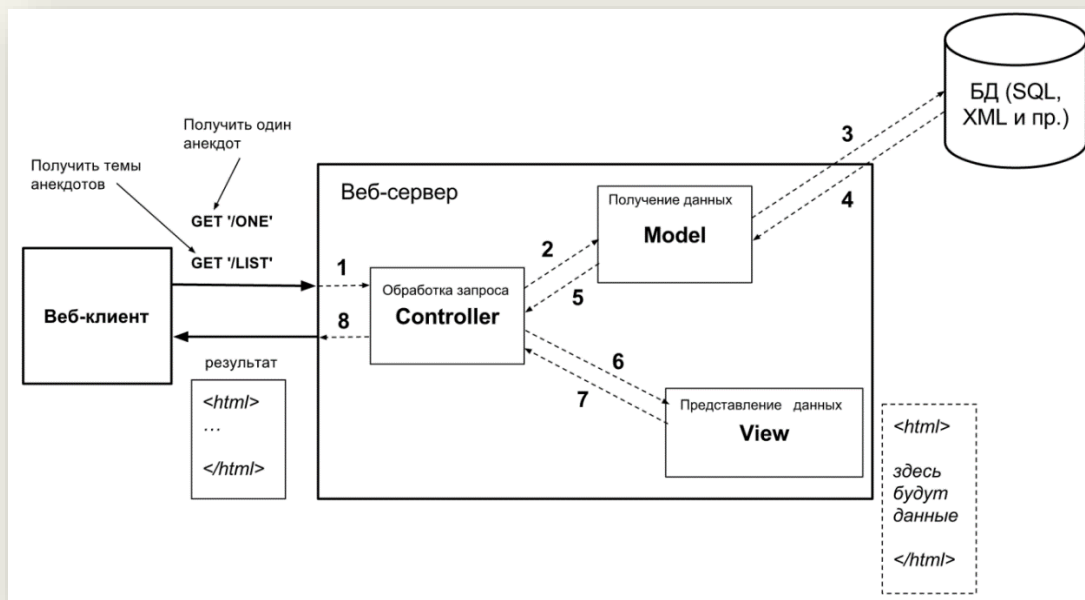 БД (SQL,
XML и пр.)
Получить один
анекдот
Получить темы
анекдотов
GET '/ONE'
GET '/LIST'
Веб-клиент
результат
<html>
...
</html>
Веб-сервер
1
8
Обработка запроса
Controller
2
5
Получение данных
Model
3
4
6
7
Представление данных
View
<html>
здесь
будут
данные
</html>